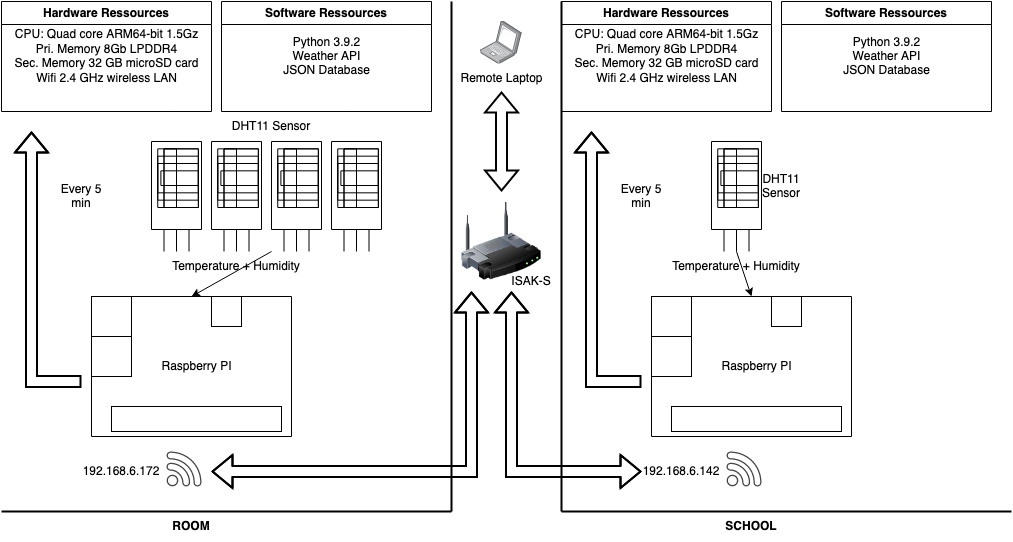 Hardware Ressources
CPU: Quad core ARM64-bit 1.5Gz
Pri. Memory 8Gb LPDDR4
Sec. Memory 32 GB microSD card
Wifi 2.4 GHz wireless LAN
Software Ressources
Python 3.9.2
Weather API
JSON Database
DHT11 Sensor
Every 5
min
Temperature + Humidity
Raspberry PI
192.168.6.172
ROOM
Remote Laptop
ISAK-S
Hardware Ressources
CPU: Quad core ARM64-bit 1.5Gz
Pri. Memory 8Gb LPDDR4
Sec. Memory 32 GB microSD card
Wifi 2.4 GHz wireless LAN
Software Ressources
Python 3.9.2
Weather API
JSON Database
Every 5
min
DHT11
Sensor
Temperature + Humidity
Raspberry PI
192.168.6.142
SCHOOL